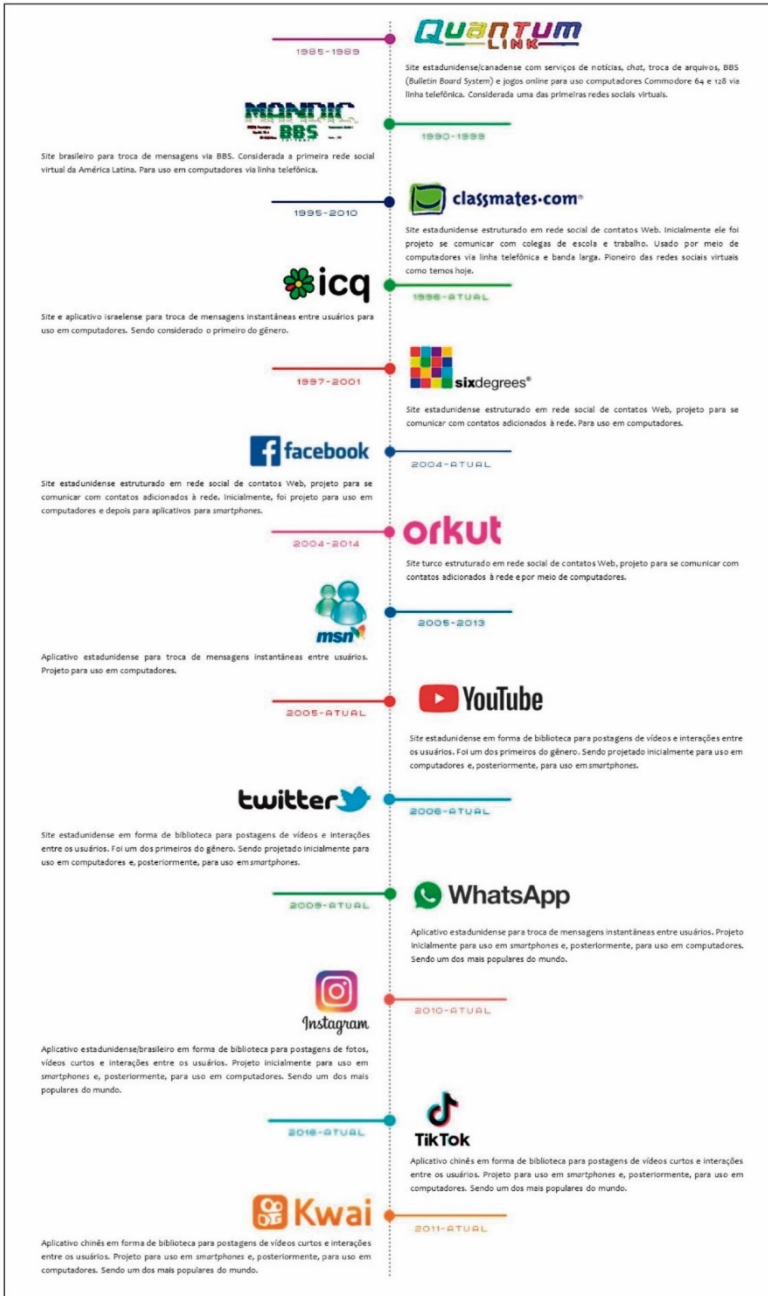 QUANTUM
LINK
1985-1989
Site estadunidense/canadense com serviços de notícias, chat, troca de arquivos, BBS
(Bulletin Board System) e jogos online para uso computadores Commodore 64 e 128 via
linha telefônica. Considerada uma das primeiras redes sociais virtuais.
MANDIC
BBS
1990-1999
Site brasileiro para troca de mensagens via BBS. Considerada a primeira rede social
virtual da América Latina. Para uso em computadores via linha telefônica.
classmates.com®
1995-2010
Site estadunidense estruturado em rede social de contatos Web. Inicialmente ele foi
projeto se comunicar com colegas de escola e trabalho. Usado por meio de
computadores via linha telefônica e banda larga. Pioneiro das redes sociais virtuais
como temos hoje.
icq
1996-ATUAL
Site e aplicativo israelense para troca de mensagens instantâneas entre usuários para
uso em computadores. Sendo considerado o primeiro do gênero.
1997-2001
sixdegrees®
Site estadunidense estruturado em rede social de contatos Web, projeto para se
comunicar com contatos adicionados à rede. Para uso em computadores.
facebook
2004-ATUAL
Site estadunidense estruturado em rede social de contatos Web, projeto para se
comunicar com contatos adicionados à rede. Inicialmente, foi projeto para uso em
computadores e depois para aplicativos para smartphones.
orkut
2004-2014
Site turco estruturado em rede social de contatos Web, projeto para se comunicar com
contatos adicionados à rede e por meio de computadores.
msn
2005-2013
Aplicativo estadunidense para troca de mensagens instantâneas entre usuários.
Projeto para uso em computadores.
YouTube
2005-ATUAL
Site estadunidense em forma de biblioteca para postagens de vídeos e interações entre
os usuários. Foi um dos primeiros do gênero. Sendo projetado inicialmente para uso em
computadores e, posteriormente, para uso em smartphones.
twitter
2006-ATUAL
Site estadunidense em forma de biblioteca para postagens de vídeos e interações
entre os usuários. Foi um dos primeiros do gênero. Sendo projetado inicialmente para
uso em computadores e, posteriormente, para uso em smartphones.
WhatsApp
2009-ATUAL
Aplicativo estadunidense para troca de mensagens instantâneas entre usuários. Projeto
inicialmente para uso em smartphones e, posteriormente, para uso em computadores.
Sendo um dos mais populares do mundo.
Instagram
2010-ATUAL
Aplicativo estadunidense/brasileiro em forma de biblioteca para postagens de fotos,
vídeos curtos e interações entre os usuários. Projeto inicialmente para uso em
smartphones e, posteriormente, para uso em computadores. Sendo um dos mais
populares do mundo.
2016-ATUAL
TikTok
Aplicativo chinês em forma de biblioteca para postagens de vídeos curtos e interações
entre os usuários. Projeto para uso em smartphones e, posteriormente, para uso em
computadores. Sendo um dos mais populares do mundo.
Kwai
2011-ATUAL
Aplicativo chinês em forma de biblioteca para postagens de vídeos curtos e interações
entre os usuários. Projeto para uso em smartphones e, posteriormente, para uso em
computadores. Sendo um dos mais populares do mundo.